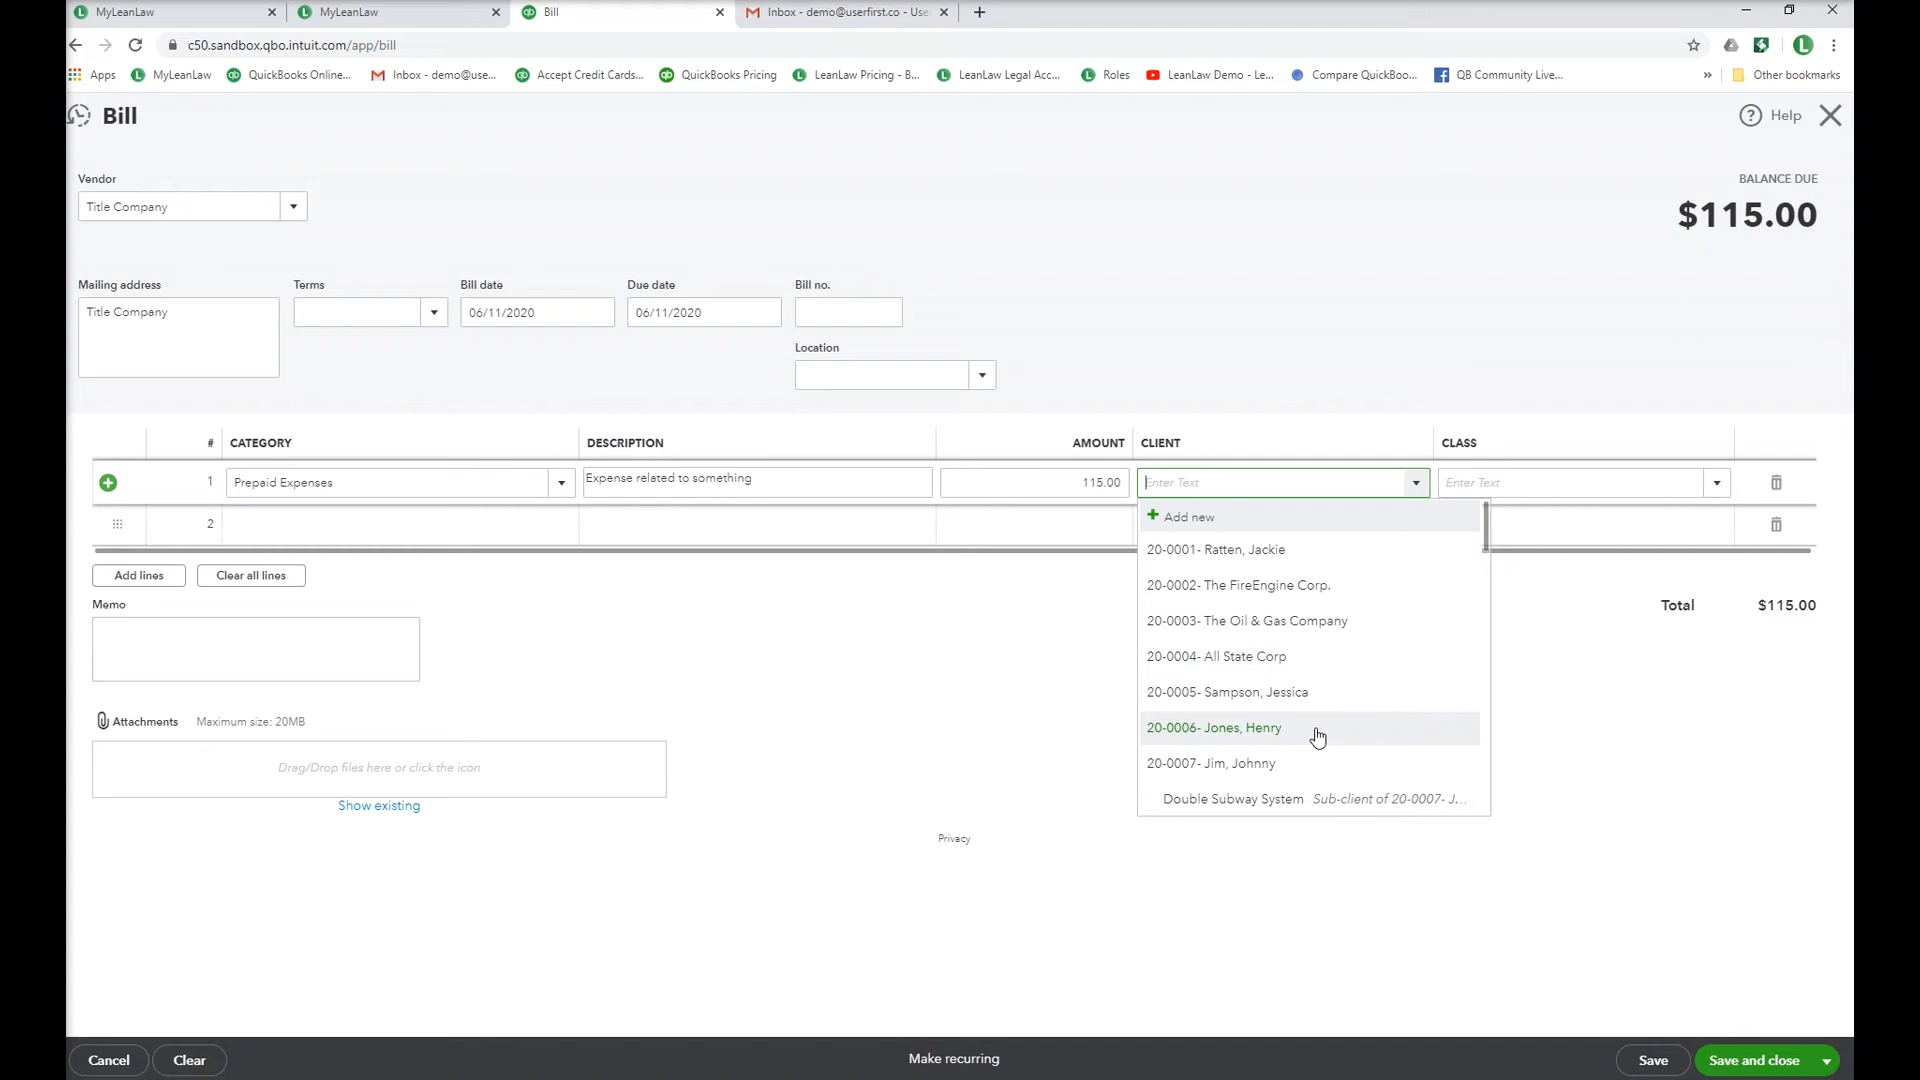 MyLeanLaw
MyLeanLaw
Bill
Inbox - demo@userfirst.co - Use
c50.sandbox.qbo.intuit.com/app/bill
Apps
MyLeanLaw
QuickBooks Online...
Inbox - demo@use...
Accept Credit Cards...
QuickBooks Pricing
LeanLaw Pricing - B...
LeanLaw Legal Acc...
Roles
LeanLaw Demo - Le...
Compare QuickBoo...
QB Community Live...
»
Other bookmarks
Bill
Help
Vendor
Title Company
BALANCE DUE
$115.00
Mailing address
Title Company
Terms
Bill date
06/11/2020
Due date
06/11/2020
Bill no.
Location
# CATEGORY DESCRIPTION AMOUNT CLIENT CLASS
1 Prepaid Expenses Expense related to something 115.00 Enter Text Enter Text
2
Add new
20-0001- Ratten, Jackie
20-0002- The FireEngine Corp.
20-0003- The Oil & Gas Company
20-0004- All State Corp
20-0005- Sampson, Jessica
20-0006- Jones, Henry
20-0007- Jim, Johnny
Double Subway System Sub-client of 20-0007- J...
Add lines
Clear all lines
Total $115.00
Memo
Attachments Maximum size: 20MB
Drag/Drop files here or click the icon
Show existing
Privacy
Cancel
Clear
Make recurring
Save
Save and close